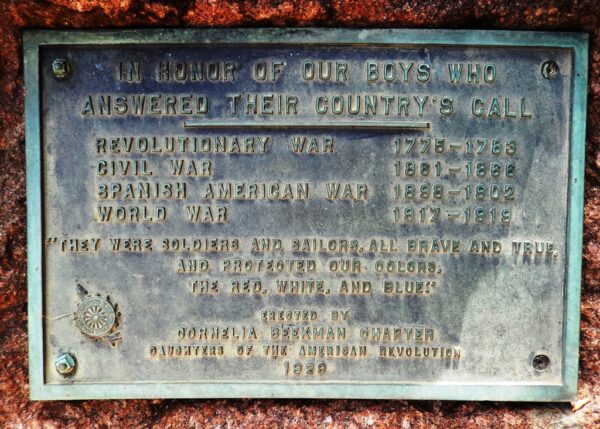 IN HONOR OF OUR BOYS WHO
ANSWERED THEIR COUNTRY'S CALL
REVOLUTIONARY WAR 1775-1783
CIVIL WAR 1861-1866
SPANISH AMERICAN WAR 1898-1902
WORLD WAR 1917-1919
"THEY WERE SOLDIERS AND SAILORS, ALL BRAVE AND TRUE,
AND PROTECTED OUR COLORS,
THE RED, WHITE, AND BLUE."
ERECTED BY
CORNELIA BEEKMAN CHAPTER
DAUGHTERS OF THE AMERICAN REVOLUTION
1929